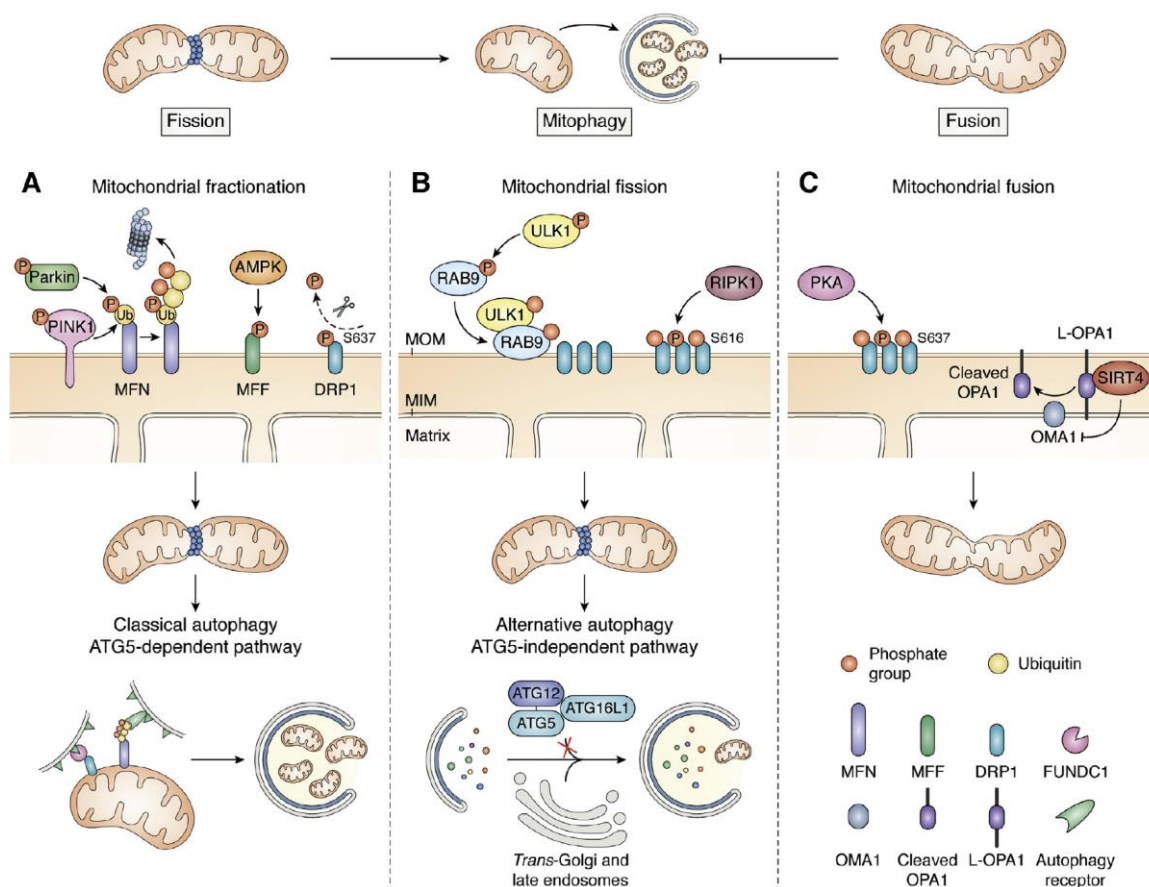 Fission
Mitophagy
Fusion
A
Mitochondrial fractionation
P
Parkin
P
PINK1
P
Ub
P
Ub
MFN
AMPK
P
MFF
P
P
S637
DRP1
B
Mitochondrial fission
P
ULK1
P
RAB9
ULK1
RAB9
RIPK1
P
S616
MOM
MIM
Matrix
C
Mitochondrial fusion
PKA
P
S637
L-OPA1
Cleaved
OPA1
SIRT4
OMA1
Classical autophagy
ATG5-dependent pathway
Alternative autophagy
ATG5-independent pathway
ATG12
ATG5
ATG16L1
Trans-Golgi and
late endosomes
Phosphate
group
Ubiquitin
MFN
MFF
DRP1
FUNDC1
OMA1
Cleaved
OPA1
L-OPA1
Autophagy
receptor